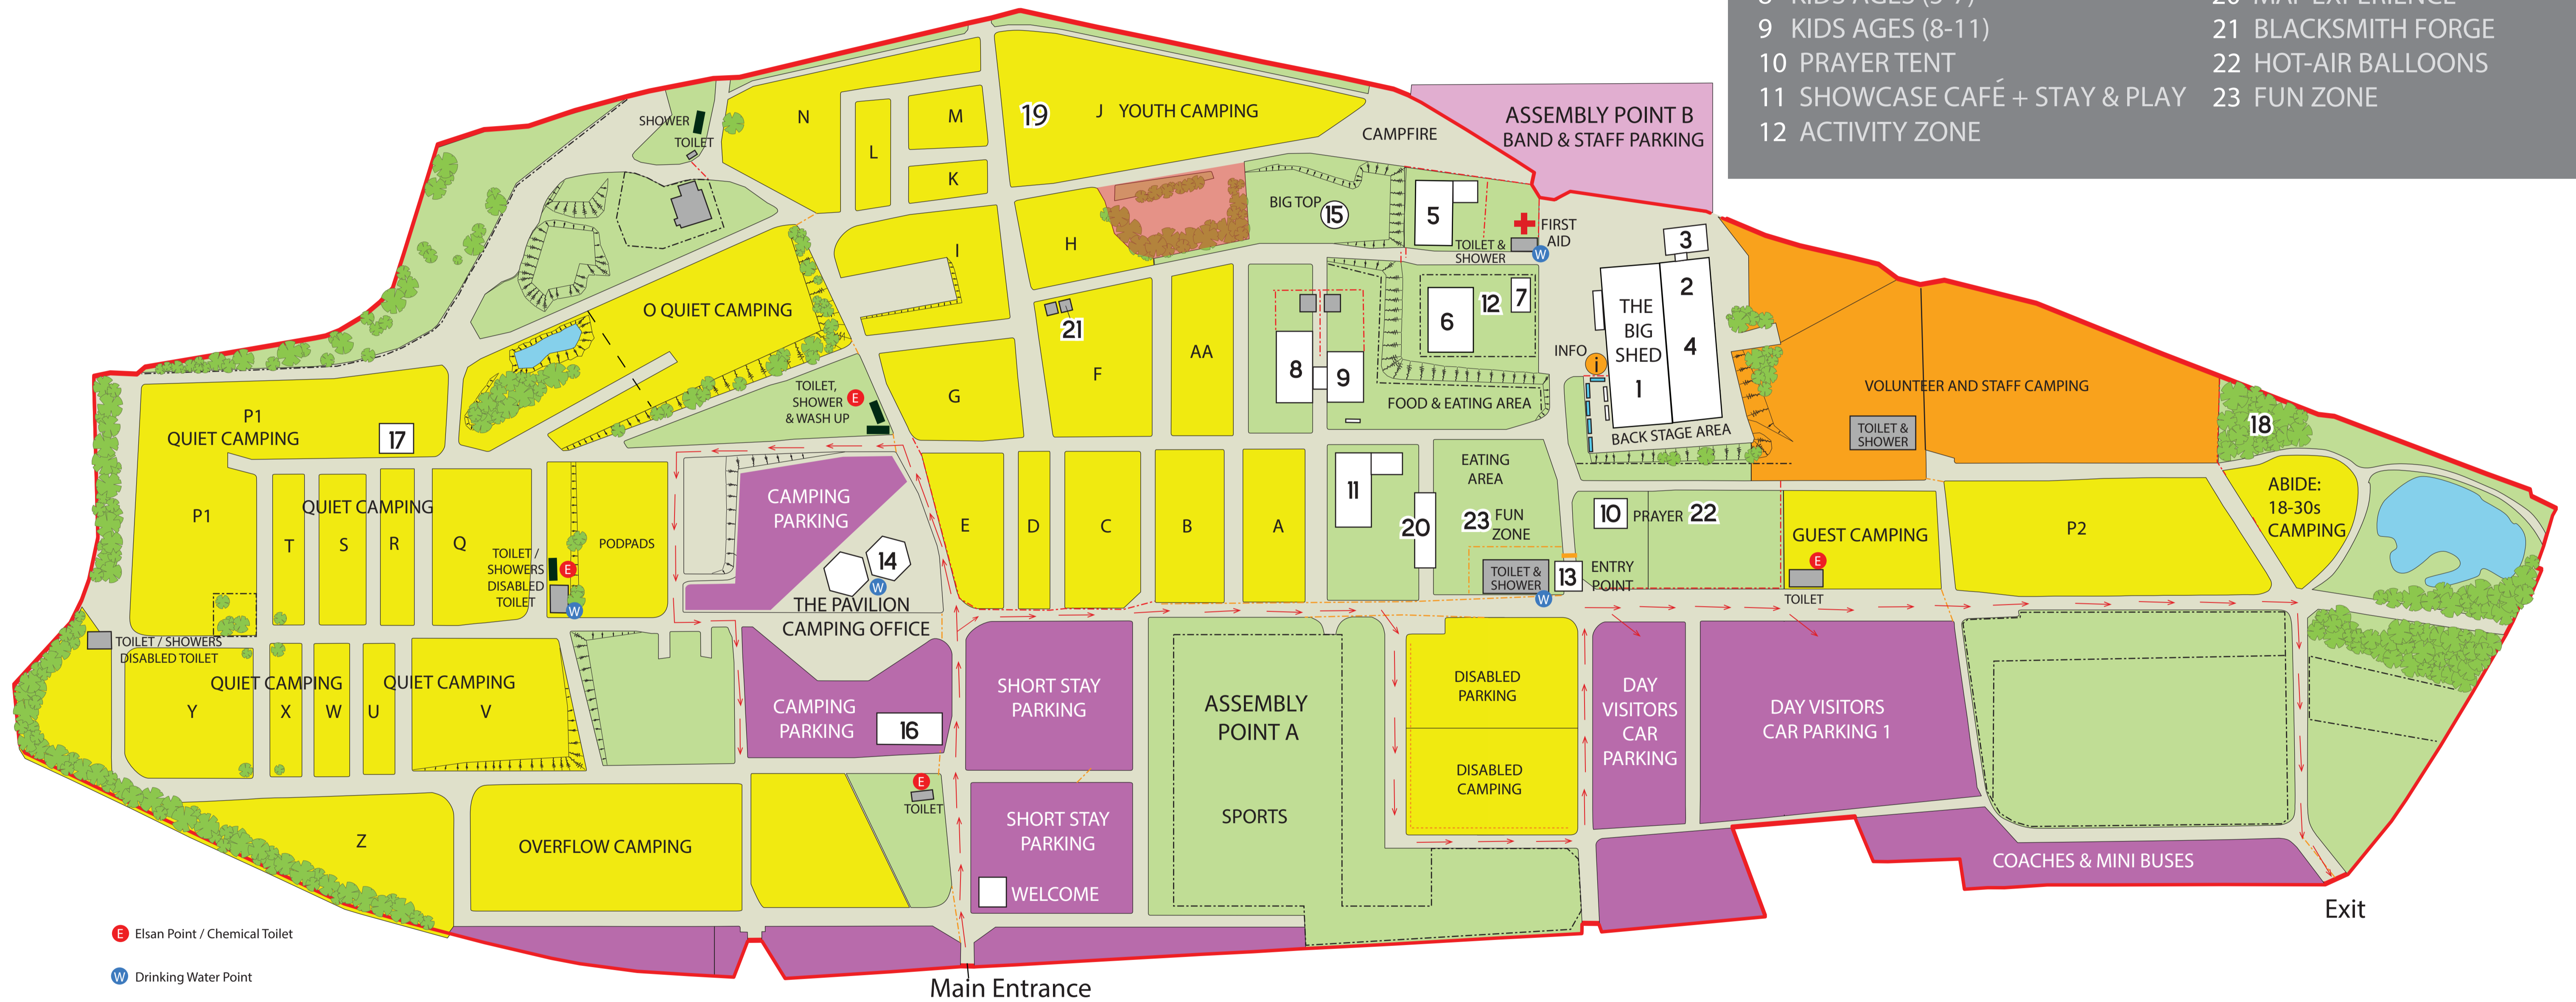 8 KIDS AGES (5-7)
9 KIDS AGES (8-11)
10 PRAYER TENT
11 SHOWCASE CAFÉ + STAY & PLAY
12 ACTIVITY ZONE
20 MAP EXPERIENCE
21 BLACKSMITH FORGE
22 HOT-AIR BALLOONS
23 FUN ZONE
SHOWER
TOILET
N
L
M
K
19
J YOUTH CAMPING
CAMPFIRE
ASSEMBLY POINT B
BAND & STAFF PARKING
BIG TOP
15
5
FIRST
AID
TOILET &
SHOWER
W
H
I
3
2
THE
BIG
SHED
4
1
O QUIET CAMPING
21
F
AA
G
8
9
6
12
7
INFO
i
FOOD & EATING AREA
BACK STAGE AREA
VOLUNTEER AND STAFF CAMPING
TOILET &
SHOWER
18
TOILET,
SHOWER
& WASH UP
E
P1
QUIET CAMPING
17
P1
QUIET CAMPING
T
S
R
Q
TOILET /
SHOWERS
DISABLED
TOILET
E
W
PODPADS
CAMPING
PARKING
14
W
THE PAVILION
CAMPING OFFICE
E
D
C
B
A
11
20
EATING
AREA
23
FUN
ZONE
TOILET &
SHOWER
W
13
ENTRY
POINT
10
PRAYER
22
GUEST CAMPING
E
TOILET
P2
ABIDE:
18-30s
CAMPING
TOILET / SHOWERS
DISABLED TOILET
QUIET CAMPING
Y
X
W
U
QUIET CAMPING
V
CAMPING
PARKING
16
SHORT STAY
PARKING
ASSEMBLY
POINT A
SPORTS
DISABLED
PARKING
DISABLED
CAMPING
DAY
VISITORS
CAR
PARKING
DAY VISITORS
CAR PARKING 1
E
TOILET
Z
OVERFLOW CAMPING
SHORT STAY
PARKING
WELCOME
COACHES & MINI BUSES
Exit
E Elsan Point / Chemical Toilet
W Drinking Water Point
Main Entrance